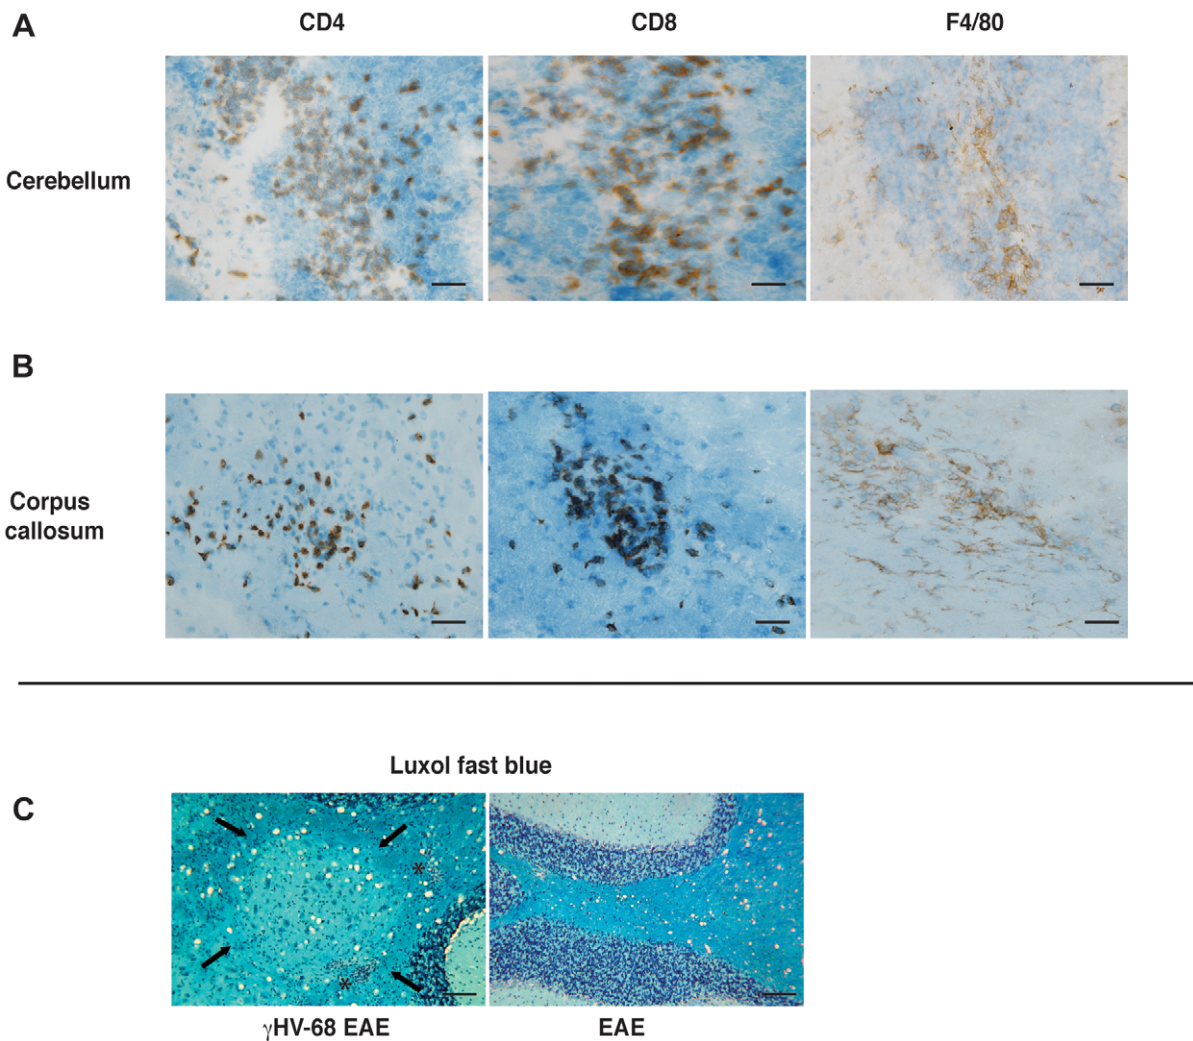 A
CD4 CD8 F4/80
Cerebellum
B
Corpus
callosum
Luxol fast blue
C
* *
γHV-68 EAE EAE